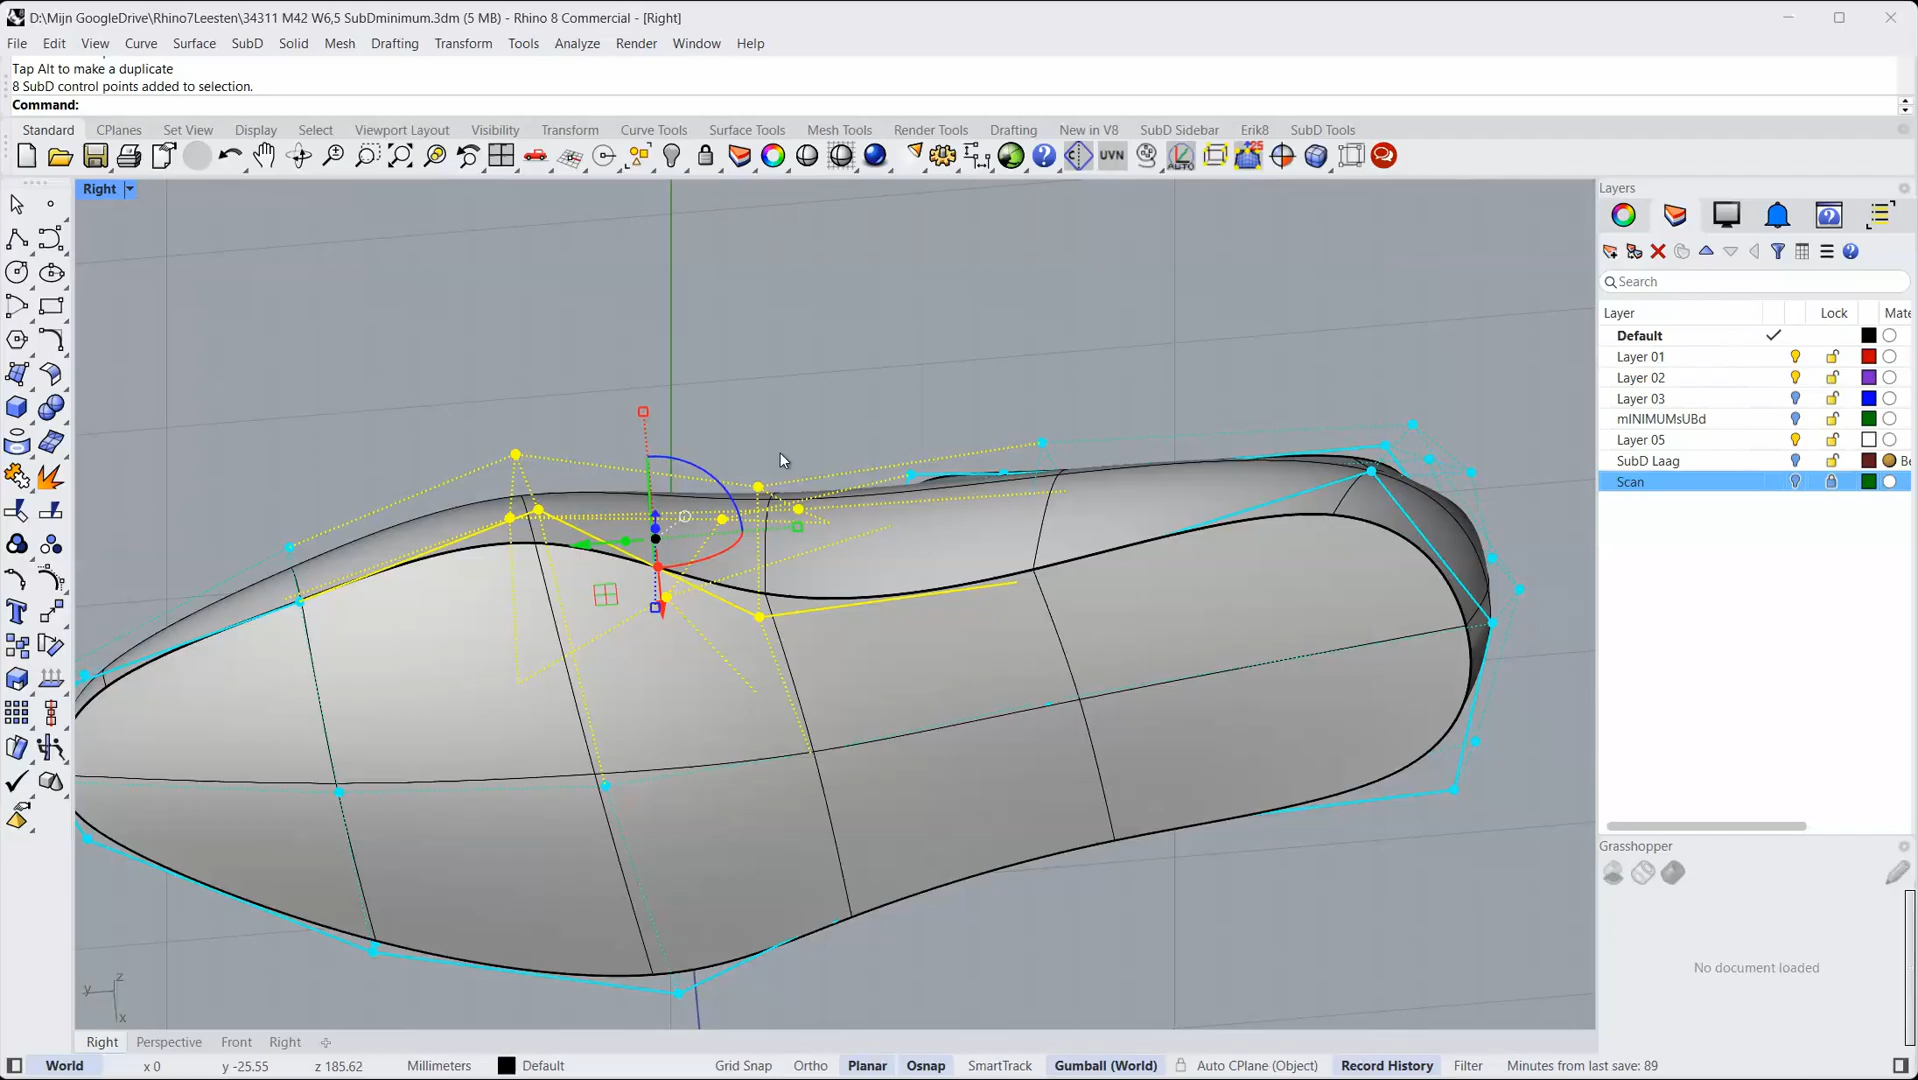 D:\Mijn GoogleDrive\Rhino7Leesten\34311 M42 W6,5 SubDminimum.3dm (5 MB) - Rhino 8 Commercial - [Right]
File Edit View Curve Surface SubD Solid Mesh Drafting Transform Tools Analyze Render Window Help
Tap Alt to make a duplicate
8 SubD control points added to selection.
Command:
Standard CPlanes Set View Display Select Viewport Layout Visibility Transform Curve Tools Surface Tools Mesh Tools Render Tools Drafting New in V8 SubD Sidebar Erik8 SubD Tools
UVN AUTO +25
Right
Layers
Search
Layer Lock Mate
Default
Layer 01
Layer 02
Layer 03
mINIMUMsUBd
Layer 05
SubD Laag Be
Scan
Grasshopper
No document loaded
z
y
x
Right Perspective Front Right
World x 0 y -25.55 z 185.62 Millimeters Default Grid Snap Ortho Planar Osnap SmartTrack Gumball (World) Auto CPlane (Object) Record History Filter Minutes from last save: 89